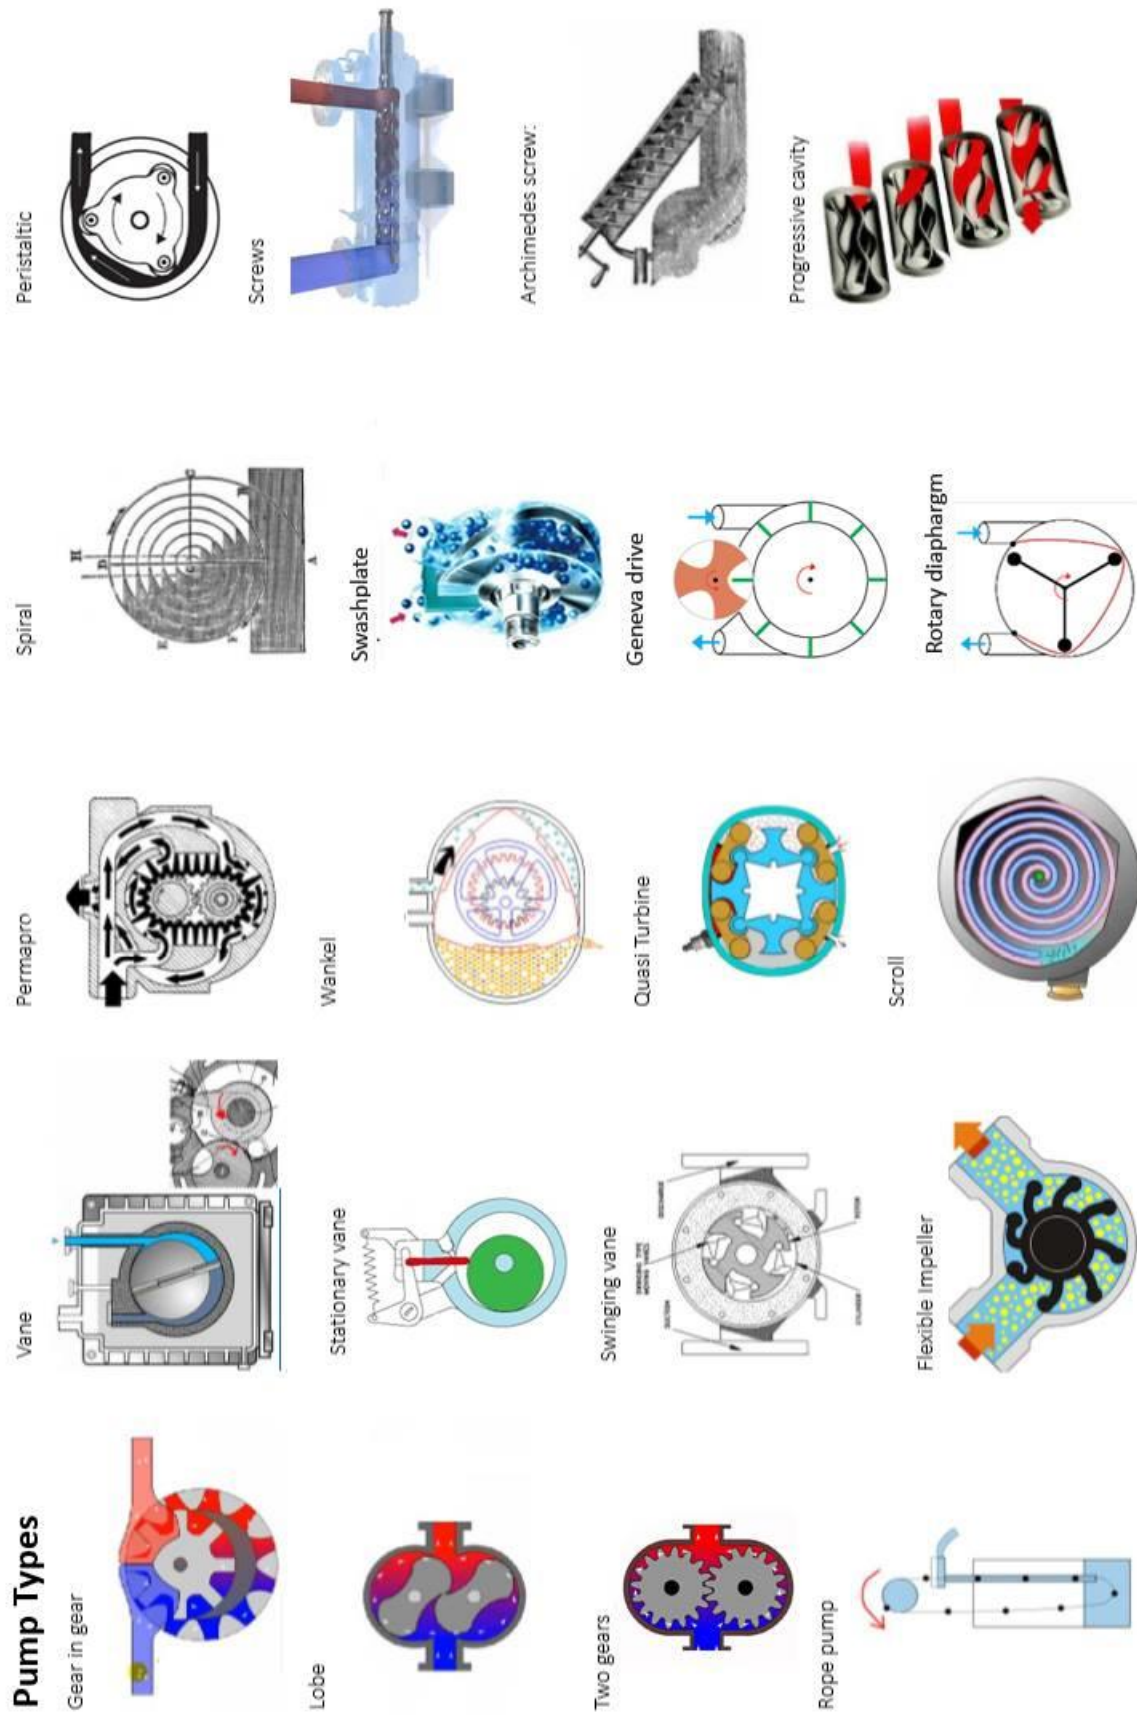 Pump Types
Gear in gear
Lobe
Two gears
Rope pump
Vane
Stationary vane
Swinging vane
Flexible Impeller
Permapro
Wankel
Quasi Turbine
Scroll
Spiral
Swashplate
Geneva drive
Rotary diaphargm
Peristaltic
Screws
Archimedes screw:
Progressive cavity